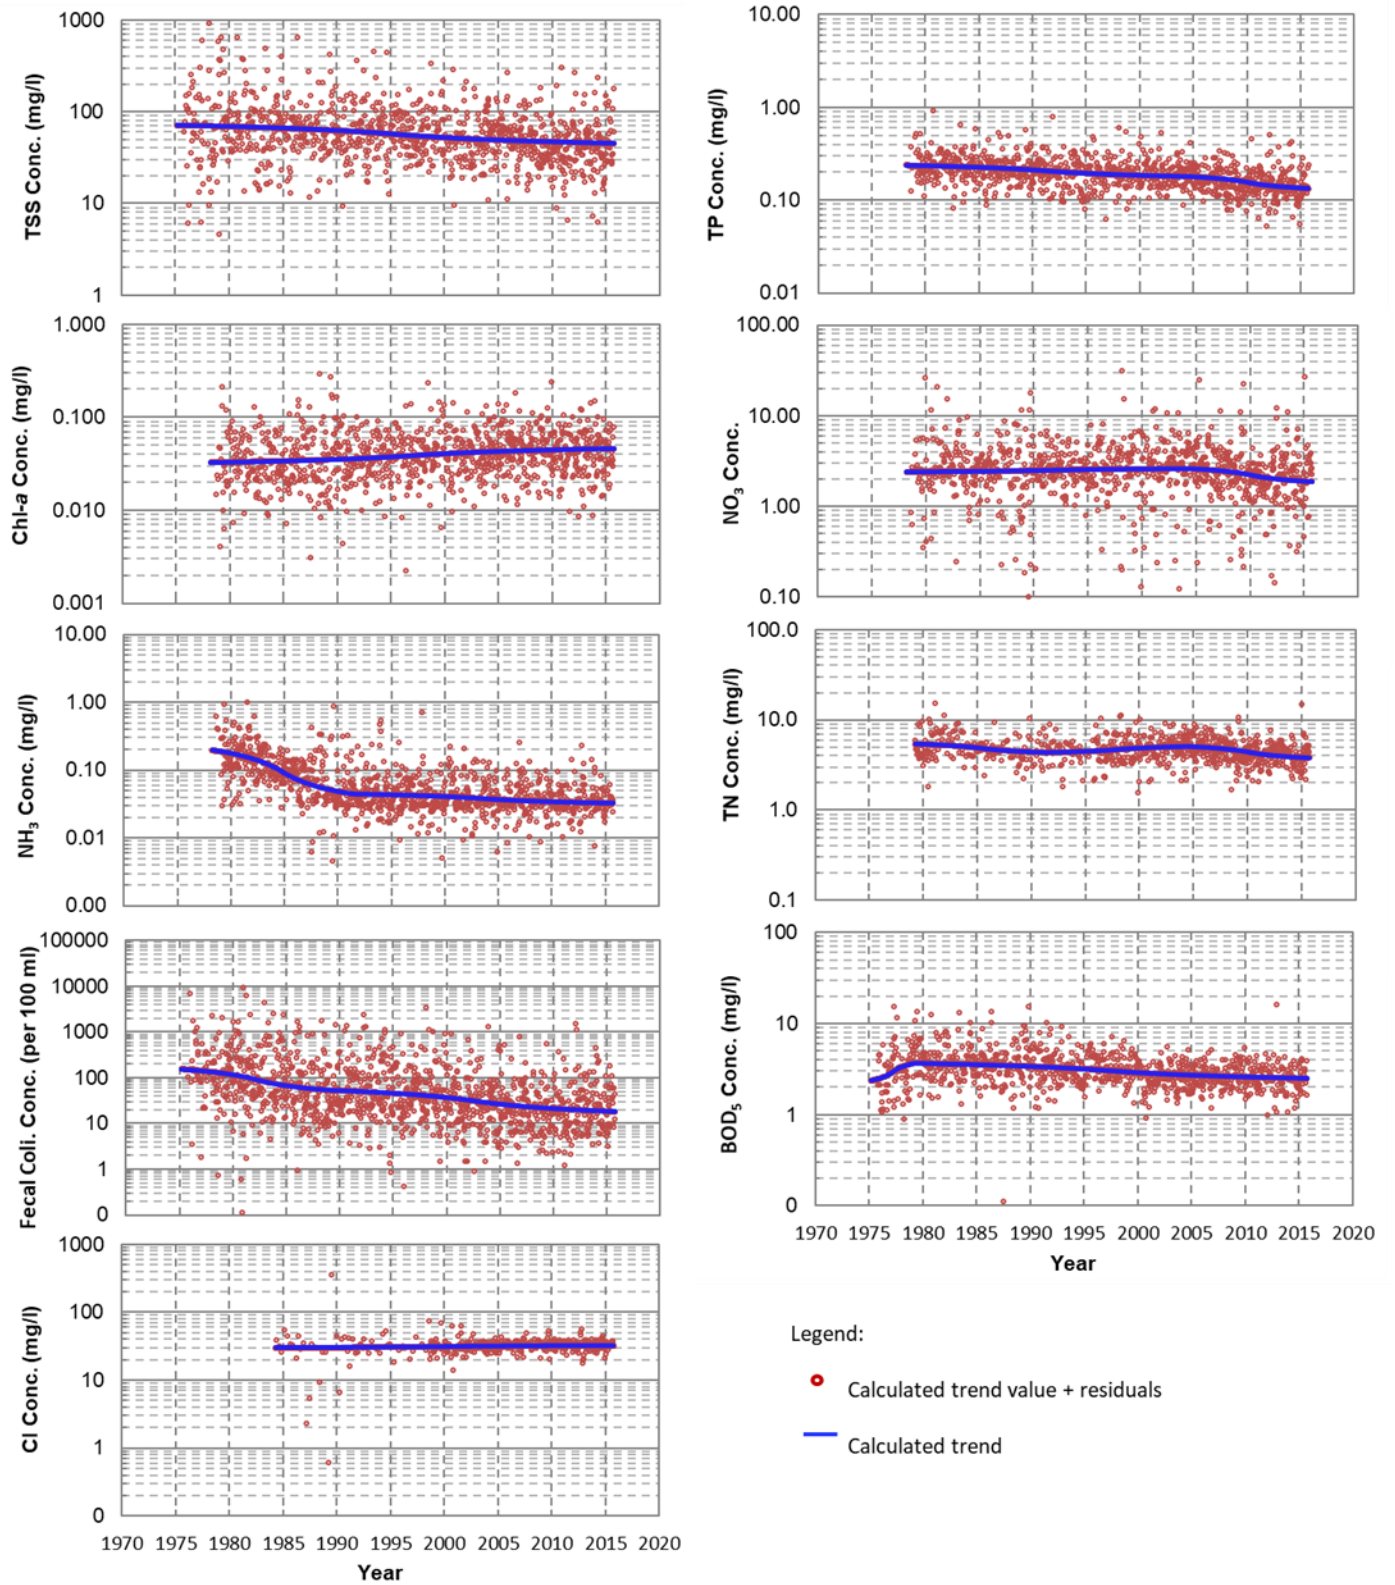 TSS Conc. (mg/l)
1000
100
10
1
TP Conc. (mg/l)
10.00
1.00
0.10
0.01
Chl-a Conc. (mg/l)
1.000
0.100
0.010
0.001
NO3 Conc.
100.00
10.00
1.00
0.10
NH3 Conc. (mg/l)
10.00
1.00
0.10
0.01
0.00
TN Conc. (mg/l)
100.0
10.0
1.0
0.1
Fecal Coli. Conc. (per 100 ml)
100000
10000
1000
100
10
1
0
BOD5 Conc. (mg/l)
100
10
1
0
1970 1975 1980 1985 1990 1995 2000 2005 2010 2015 2020
Year
Cl Conc. (mg/l)
1000
100
10
1
0
1970 1975 1980 1985 1990 1995 2000 2005 2010 2015 2020
Year
Legend:
Calculated trend value + residuals
Calculated trend